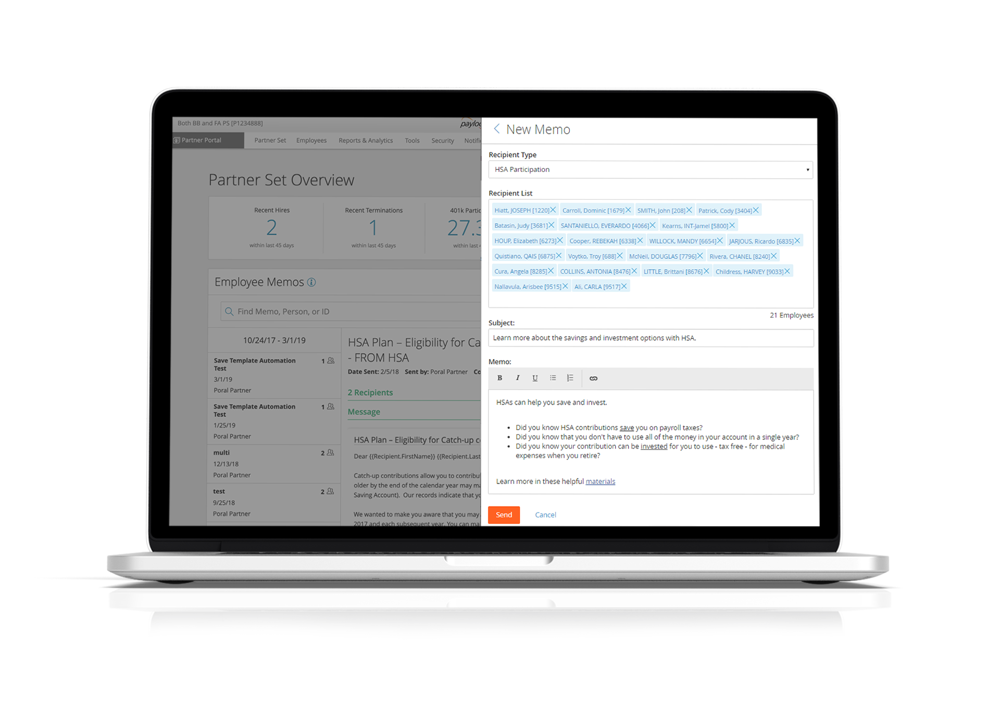 Both BB and FA PS [P1234888]
Partner Portal
Partner Set Employees Reports & Analytics Tools Security
Partner Set Overview
Recent Hires
2
within last 45 days
Recent Terminations
1
within last 45 days
401k
27.3
within last
Employee Memos
Find Memo, Person, or ID
10/24/17 - 3/1/19
Save Template Automation 1
Test
3/1/19
Poral Partner
Save Template Automation 1
Test
1/25/19
Poral Partner
multi 2
12/13/18
Poral Partner
test 2
9/25/18
Poral Partner
HSA Plan – Eligibility for Ca
- FROM HSA
Date Sent: 2/5/18 Sent by: Poral Partner Co
2 Recipients
Message
HSA Plan – Eligibility for Catch-up c
Dear {{Recipient.FirstName}} {{Recipient.Last
Catch-up contributions allow you to contribu
older by the end of the calendar year may ma
Saving Account). Our records indicate that yo
We wanted to make you aware that you may
2017 and each subsequent year. You can ma
New Memo
Recipient Type
HSA Participation
Recipient List
Hiatt, JOSEPH [1220] Carroll, Dominic [1679] SMITH, John [208] Patrick, Cody [3404]
Batasin, Judy [3681] SANTANIELLO, EVERARDO [4066] Kearns, INT-Jamel [5800]
HOUP, Elizabeth [6273] Cooper, REBEKAH [6338] WILLOCK, MANDY [6654] JARJOUS, Ricardo [6835]
Quistiano, QAIS [6875] Voytko, Troy [688] McNeil, DOUGLAS [7796] Rivera, CHANEL [8240]
Cura, Angela [8285] COLLINS, ANTONIA [8476] LITTLE, Brittani [8676] Childress, HARVEY [9033]
Nallavula, Arisbee [9515] Ali, CARLA [9517]
21 Employees
Subject:
Learn more about the savings and investment options with HSA.
Memo:
B I U
HSAs can help you save and invest.
• Did you know HSA contributions save you on payroll taxes?
• Did you know that you don't have to use all of the money in your account in a single year?
• Did you know your contribution can be invested for you to use - tax free - for medical
expenses when you retire?
Learn more in these helpful materials
Send Cancel